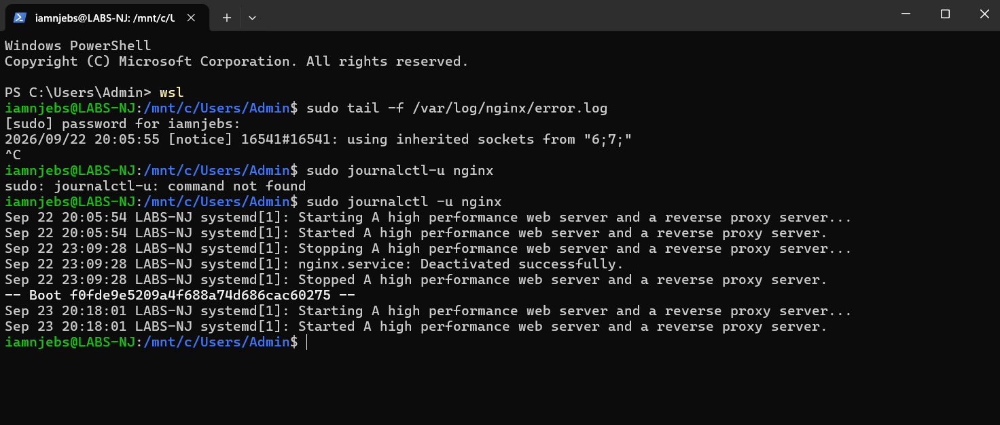 iamnjebs@LABS-NJ: /mnt/c/U
Windows PowerShell
Copyright (C) Microsoft Corporation. All rights reserved.
PS C:\Users\Admin> wsl
iamnjebs@LABS-NJ:/mnt/c/Users/Admin$ sudo tail -f /var/log/nginx/error.log
[sudo] password for iamnjebs:
2026/09/22 20:05:55 [notice] 16541#16541: using inherited sockets from "6;7;"
^C
iamnjebs@LABS-NJ:/mnt/c/Users/Admin$ sudo journalctl-u nginx
sudo: journalctl-u: command not found
iamnjebs@LABS-NJ:/mnt/c/Users/Admin$ sudo journalctl -u nginx
Sep 22 20:05:54 LABS-NJ systemd[1]: Starting A high performance web server and a reverse proxy server...
Sep 22 20:05:54 LABS-NJ systemd[1]: Started A high performance web server and a reverse proxy server.
Sep 22 23:09:28 LABS-NJ systemd[1]: Stopping A high performance web server and a reverse proxy server...
Sep 22 23:09:28 LABS-NJ systemd[1]: nginx.service: Deactivated successfully.
Sep 22 23:09:28 LABS-NJ systemd[1]: Stopped A high performance web server and a reverse proxy server.
-- Boot f0fde9e5209a4f688a74d686cac60275 --
Sep 23 20:18:01 LABS-NJ systemd[1]: Starting A high performance web server and a reverse proxy server...
Sep 23 20:18:01 LABS-NJ systemd[1]: Started A high performance web server and a reverse proxy server.
iamnjebs@LABS-NJ:/mnt/c/Users/Admin$